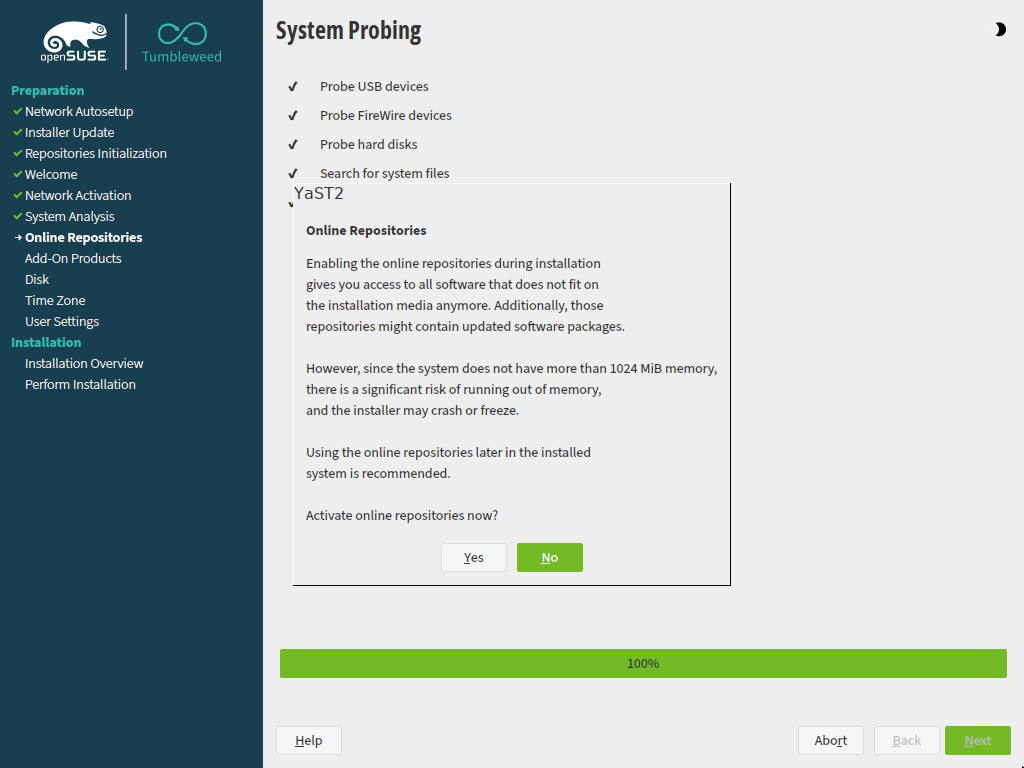 openSUSE
Tumbleweed
Preparation
Network Autosetup
Installer Update
Repositories Initialization
Welcome
Network Activation
System Analysis
Online Repositories
Add-On Products
Disk
Time Zone
User Settings
Installation
Installation Overview
Perform Installation
System Probing
Probe USB devices
Probe FireWire devices
Probe hard disks
Search for system files
YaST2
Online Repositories
Enabling the online repositories during installation
gives you access to all software that does not fit on
the installation media anymore. Additionally, those
repositories might contain updated software packages.
However, since the system does not have more than 1024 MiB memory,
there is a significant risk of running out of memory,
and the installer may crash or freeze.
Using the online repositories later in the installed
system is recommended.
Activate online repositories now?
Yes No
100%
Help Abort Back Next